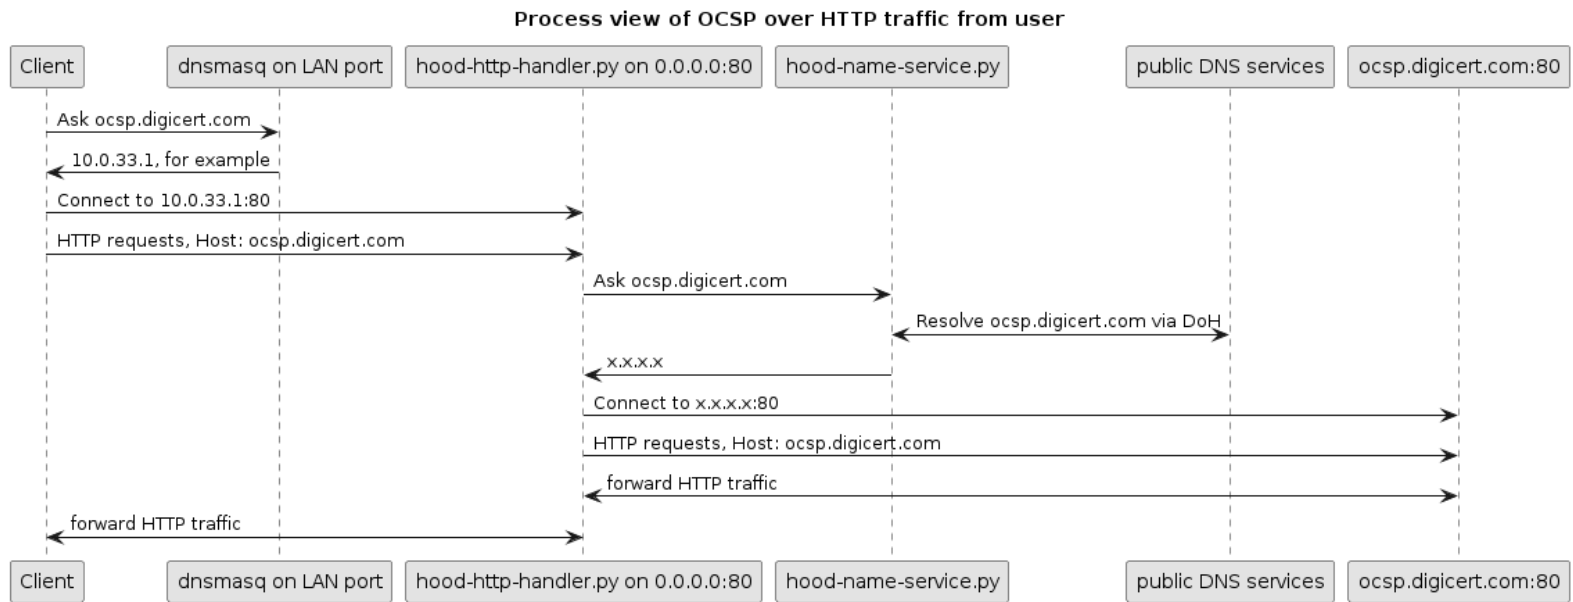 Process view of OCSP over HTTP traffic from user
Client
dnsmasq on LAN port
hood-http-handler.py on 0.0.0.0:80
hood-name-service.py
public DNS services
ocsp.digicert.com:80
Ask ocsp.digicert.com
10.0.33.1, for example
Connect to 10.0.33.1:80
HTTP requests, Host: ocsp.digicert.com
Ask ocsp.digicert.com
Resolve ocsp.digicert.com via DoH
x.x.x.x
Connect to x.x.x.x:80
HTTP requests, Host: ocsp.digicert.com
forward HTTP traffic
forward HTTP traffic
Client
dnsmasq on LAN port
hood-http-handler.py on 0.0.0.0:80
hood-name-service.py
public DNS services
ocsp.digicert.com:80